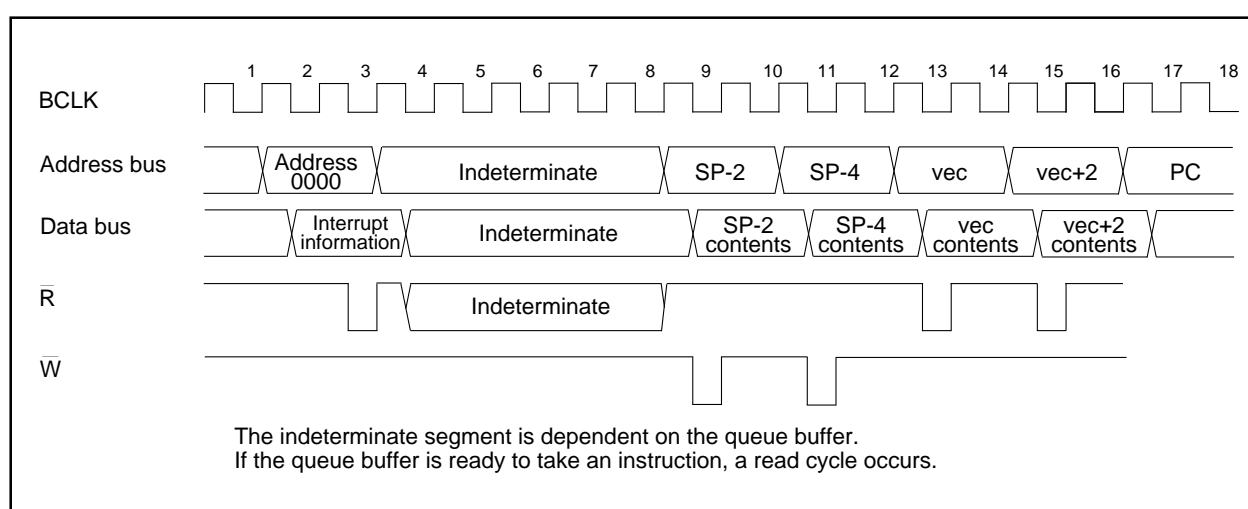 1 2 3 4 5 6 7 8 9 10 11 12 13 14 15 16 17 18
BCLK
Address bus
Address
0000
Indeterminate
SP-2
SP-4
vec
vec+2
PC
Data bus
Interrupt
information
Indeterminate
SP-2
contents
SP-4
contents
vec
contents
vec+2
contents
R̅
Indeterminate
W̅
The indeterminate segment is dependent on the queue buffer.
If the queue buffer is ready to take an instruction, a read cycle occurs.